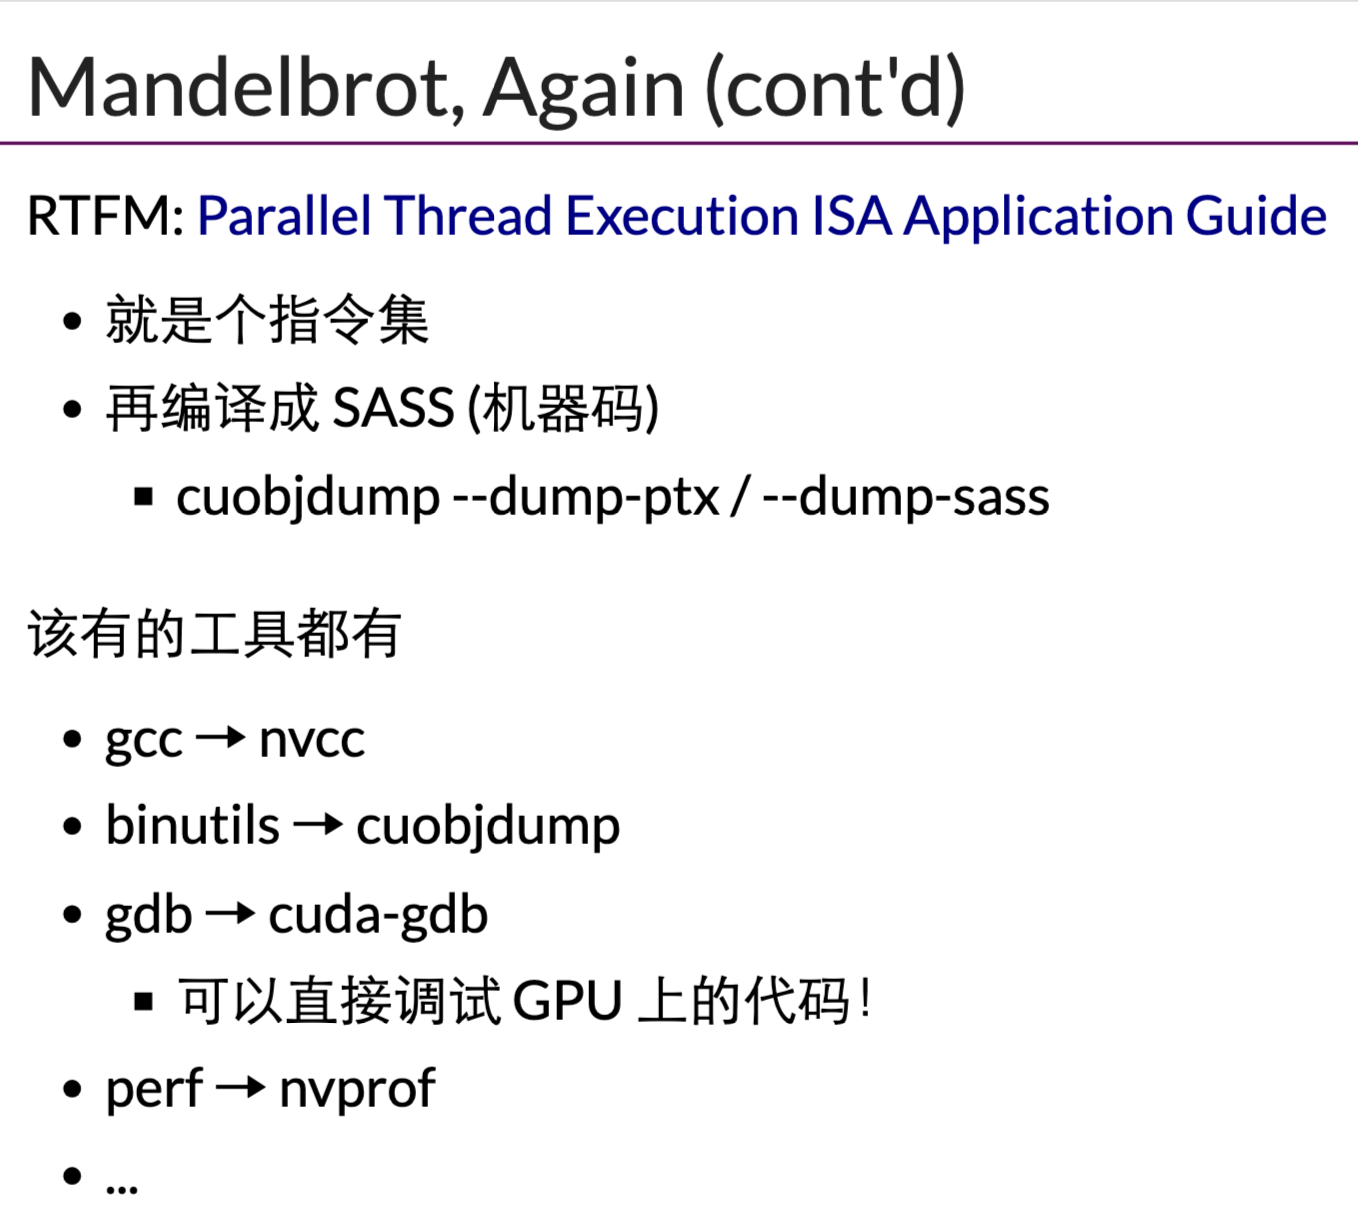 Mandelbrot, Again (cont'd)
RTFM: Parallel Thread Execution ISA Application Guide
• 就是个指令集
• 再编译成 SASS (机器码)
▪ cuobjdump --dump-ptx / --dump-sass
该有的工具都有
• gcc → nvcc
• binutils → cuobjdump
• gdb → cuda-gdb
▪ 可以直接调试 GPU 上的代码！
• perf → nvprof
• ...